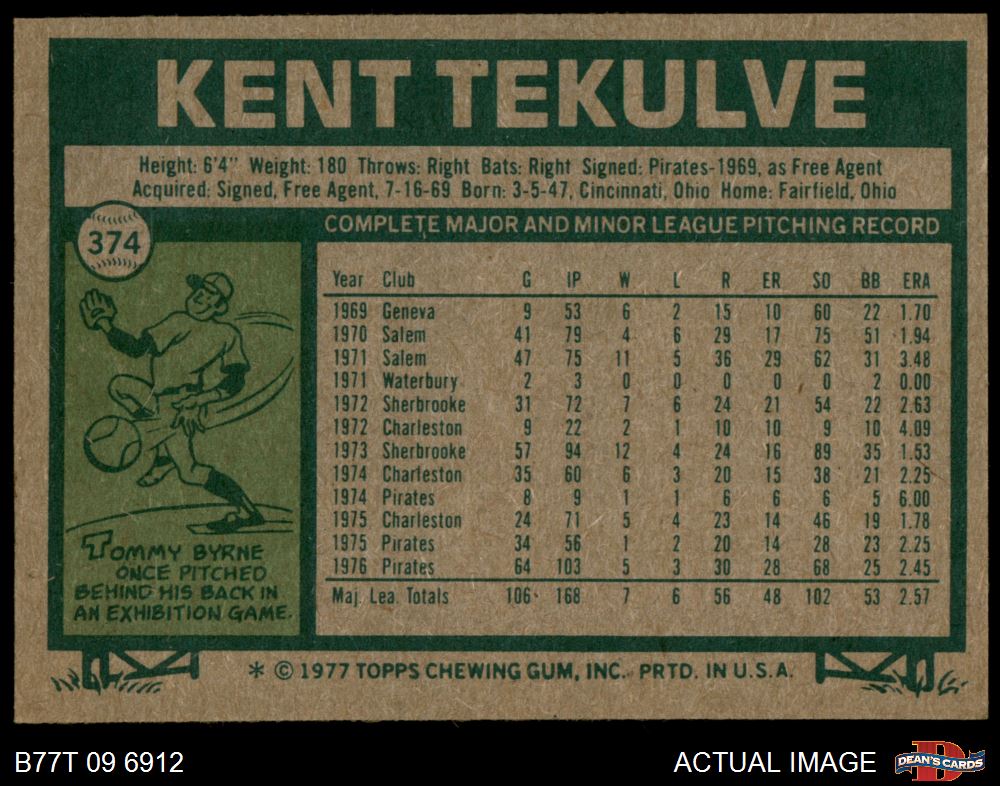 KENT TEKULVE
Height: 6'4" Weight: 180 Throws: Right Bats: Right Signed: Pirates-1969, as Free Agent
Acquired: Signed, Free Agent, 7-16-69 Born: 3-5-47, Cincinnati, Ohio Home: Fairfield, Ohio
374
COMPLETE MAJOR AND MINOR LEAGUE PITCHING RECORD
Year Club G IP W L R ER SO BB ERA
1969 Geneva 9 53 6 2 15 10 60 22 1.70
1970 Salem 41 79 4 6 29 17 75 51 1.94
1971 Salem 47 75 11 5 36 29 62 31 3.48
1971 Waterbury 2 3 0 0 0 0 0 2 0.00
1972 Sherbrooke 31 72 7 6 24 21 54 22 2.63
1972 Charleston 9 22 2 1 10 10 9 10 4.09
1973 Sherbrooke 57 94 12 4 24 16 89 35 1.53
1974 Charleston 35 60 6 3 20 15 38 21 2.25
1974 Pirates 8 9 1 1 6 6 6 5 6.00
1975 Charleston 24 71 5 4 23 14 46 19 1.78
1975 Pirates 34 56 1 2 20 14 28 23 2.25
1976 Pirates 64 103 5 3 30 28 68 25 2.45
Maj. Lea. Totals 106 168 7 6 56 48 102 53 2.57
TOMMY BYRNE
ONCE PITCHED
BEHIND HIS BACK IN
AN EXHIBITION GAME.
* © 1977 TOPPS CHEWING GUM, INC. PRTD. IN U.S.A.
B77T 09 6912
ACTUAL IMAGE
DEAN'S CARDS